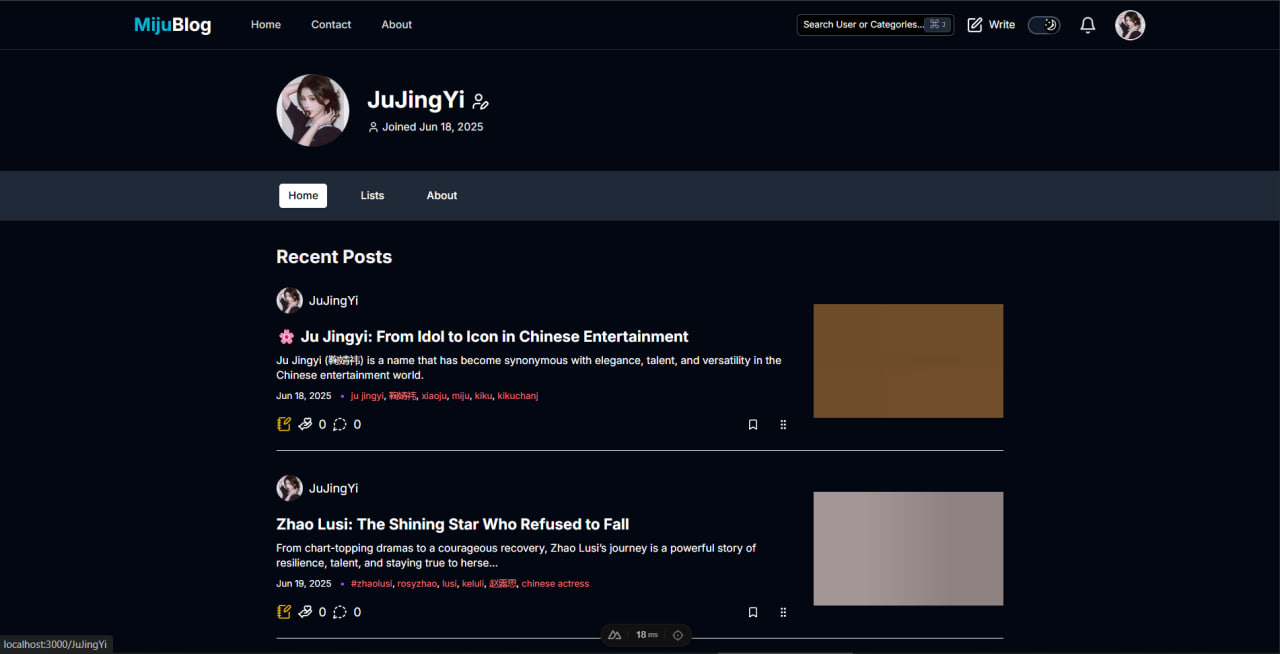 MijuBlog
Home
Contact
About
Search User or Categories...
⌘ J
Write
JuJingYi
Joined Jun 18, 2025
Home
Lists
About
Recent Posts
JuJingYi
🌸 Ju Jingyi: From Idol to Icon in Chinese Entertainment
Ju Jingyi (鞠婧祎) is a name that has become synonymous with elegance, talent, and versatility in the
Chinese entertainment world.
Jun 18, 2025 • ju jingyi, 鞠婧祎, xiaoju, miju, kiku, kikuchanj
0 0
JuJingYi
Zhao Lusi: The Shining Star Who Refused to Fall
From chart-topping dramas to a courageous recovery, Zhao Lusi’s journey is a powerful story of
resilience, talent, and staying true to herse...
Jun 19, 2025 • #zhaolusi, rosyzhao, lusi, keluli, 赵露思, chinese actress
0 0
18 ms
localhost:3000/JuJingYi